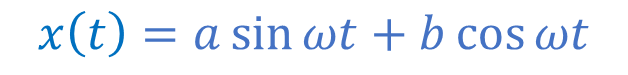 x(t) = a sin ωt + b cos ωt